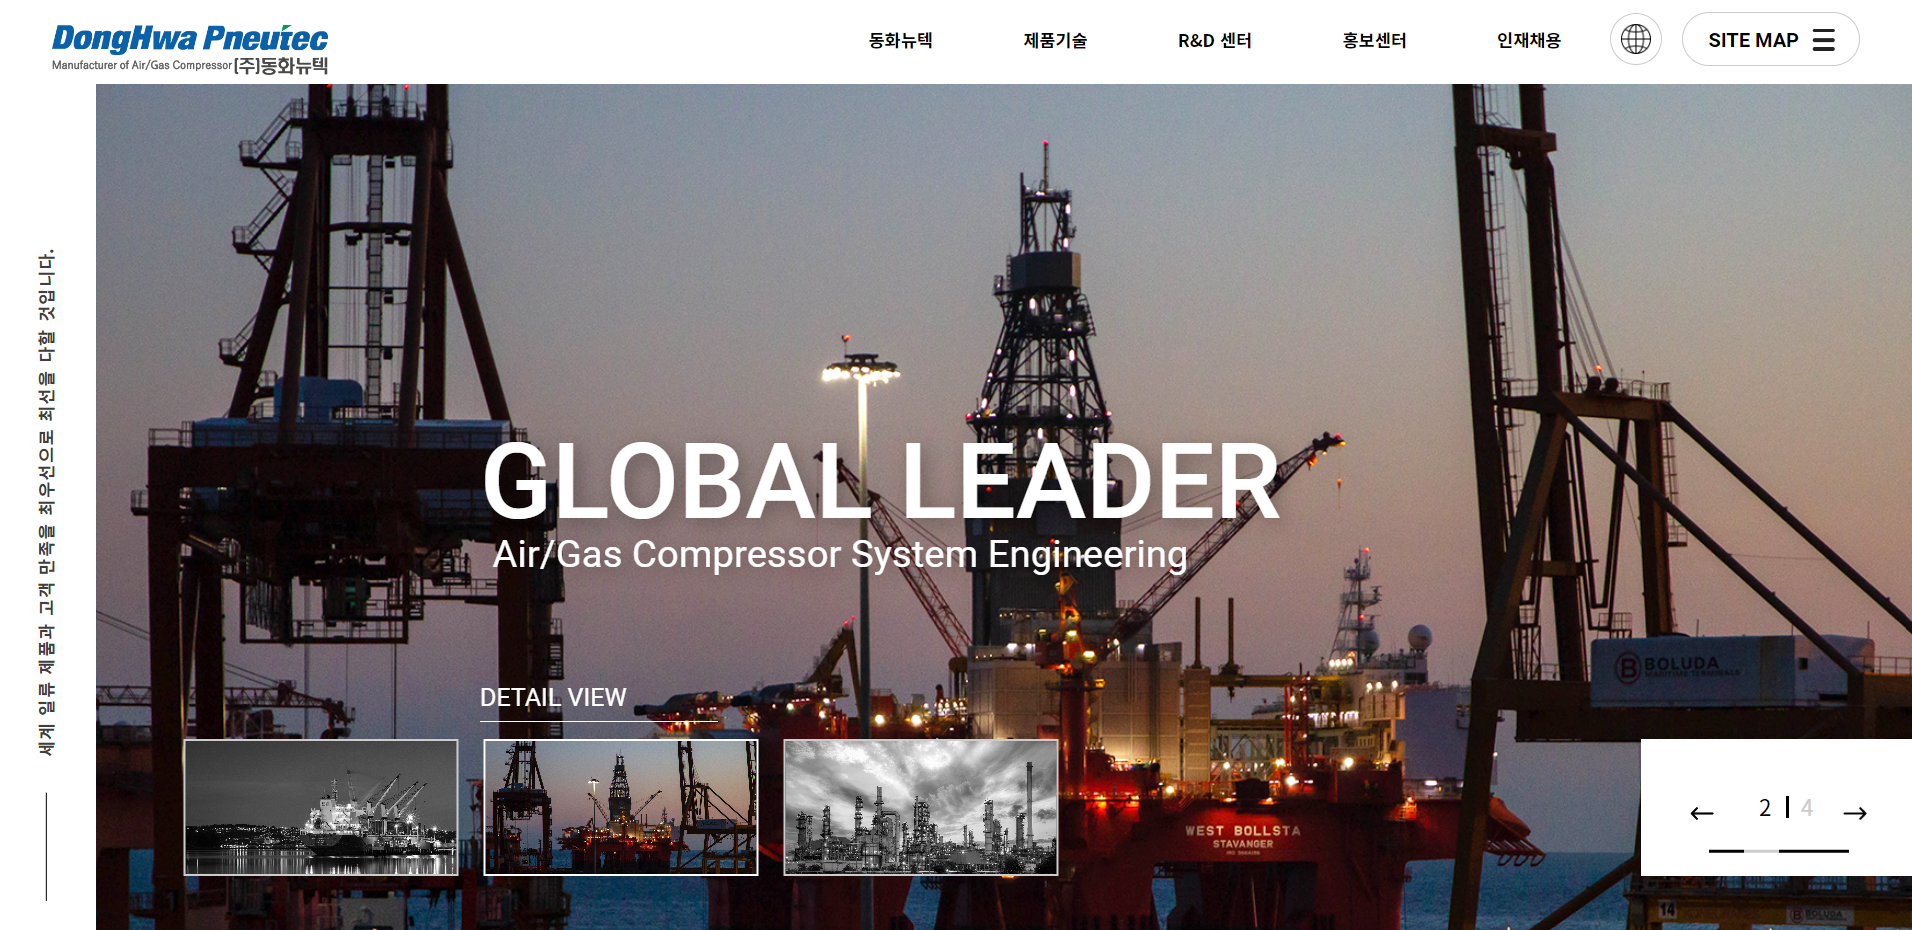 DongHwa Pneutec
Manufacturer of Air/Gas Compressor (주)동화뉴텍
동화뉴텍
제품기술
R&D 센터
홍보센터
인재채용
SITE MAP
세계 일류 제품과 고객 만족을 최우선으로 최선을 다할 것입니다.
GLOBAL LEADER
Air/Gas Compressor System Engineering
BOLUDA
MARITIME TERMINALS
DETAIL VIEW
2 | 4
WEST BOLLSTA
STAVANGER
14
BOLUDA